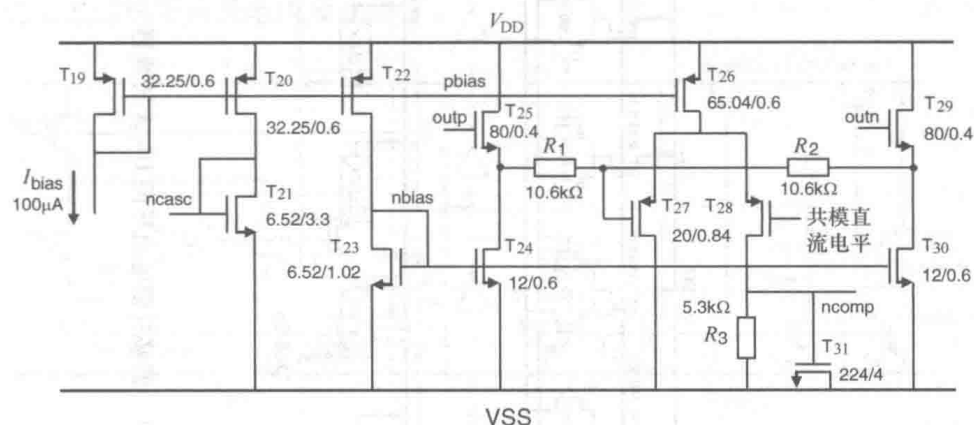 VDD
T19
32.25/0.6
T20
T22
pbias
T26
65.04/0.6
T29
32.25/0.6
outp
T25
80/0.4
outn
80/0.4
R1
R2
Ibias
100μA
ncasc
T21
6.52/3.3
nbias
10.6kΩ
10.6kΩ
T27
T28
20/0.84
共模直
流电平
T23
6.52/1.02
T24
12/0.6
T30
12/0.6
5.3kΩ
R3
ncomp
T31
224/4
VSS